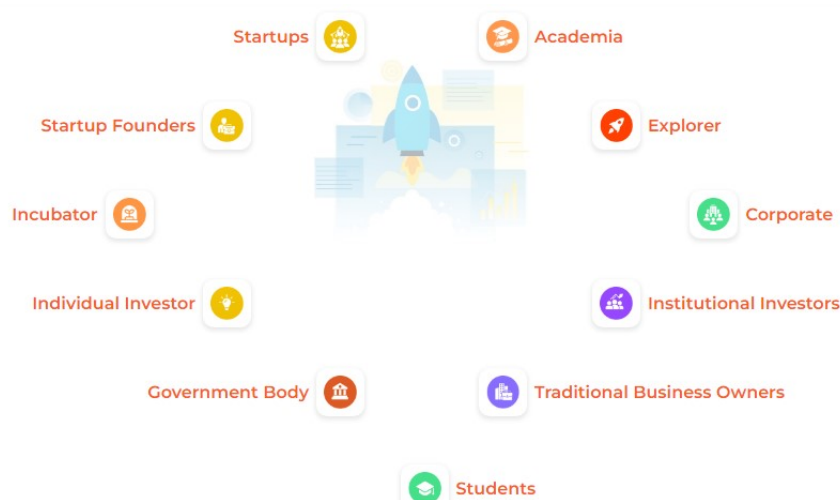 Startups
Academia
Startup Founders
Explorer
Incubator
Corporate
Individual Investor
Institutional Investors
Government Body
Traditional Business Owners
Students